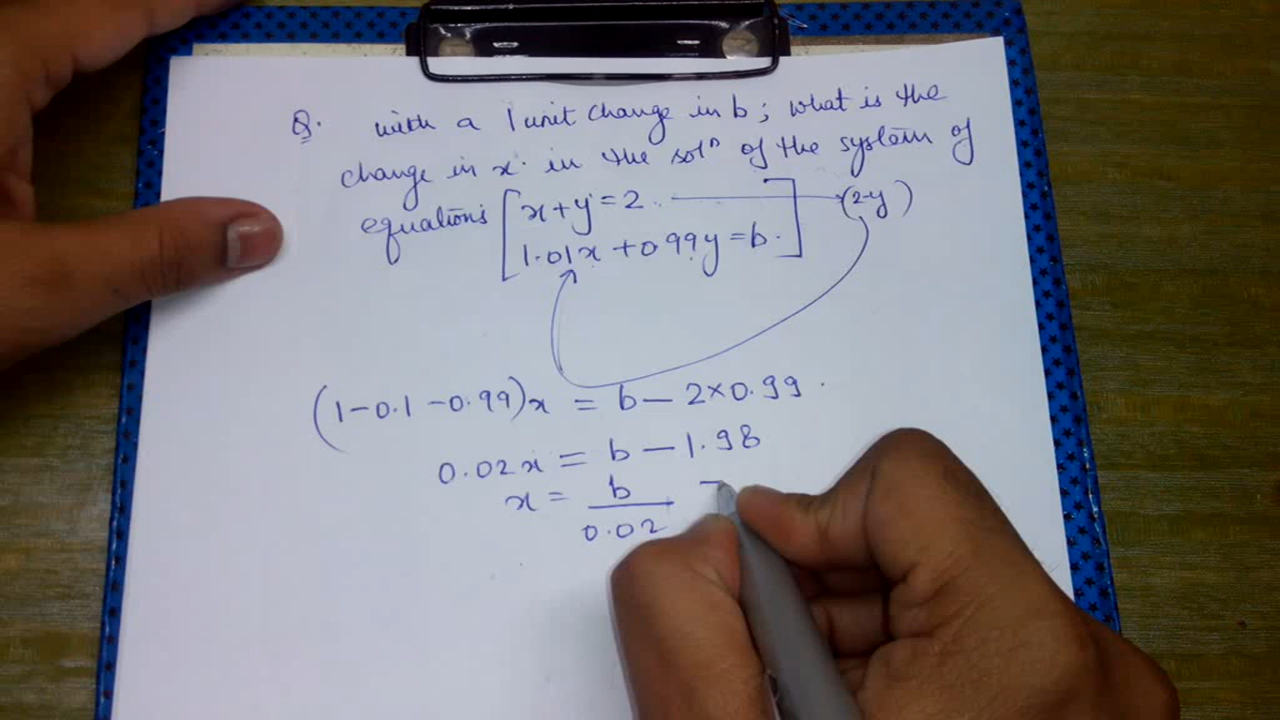 Q. with a 1 unit change in b; what is the
change in x. in the solⁿ of the system of
equations [x+y=2 (2-y)
1.01x+0.99y=b.]
(1-0.1-0.99)x = b-2×0.99.
0.02x = b-1.98
x = b/0.02 -